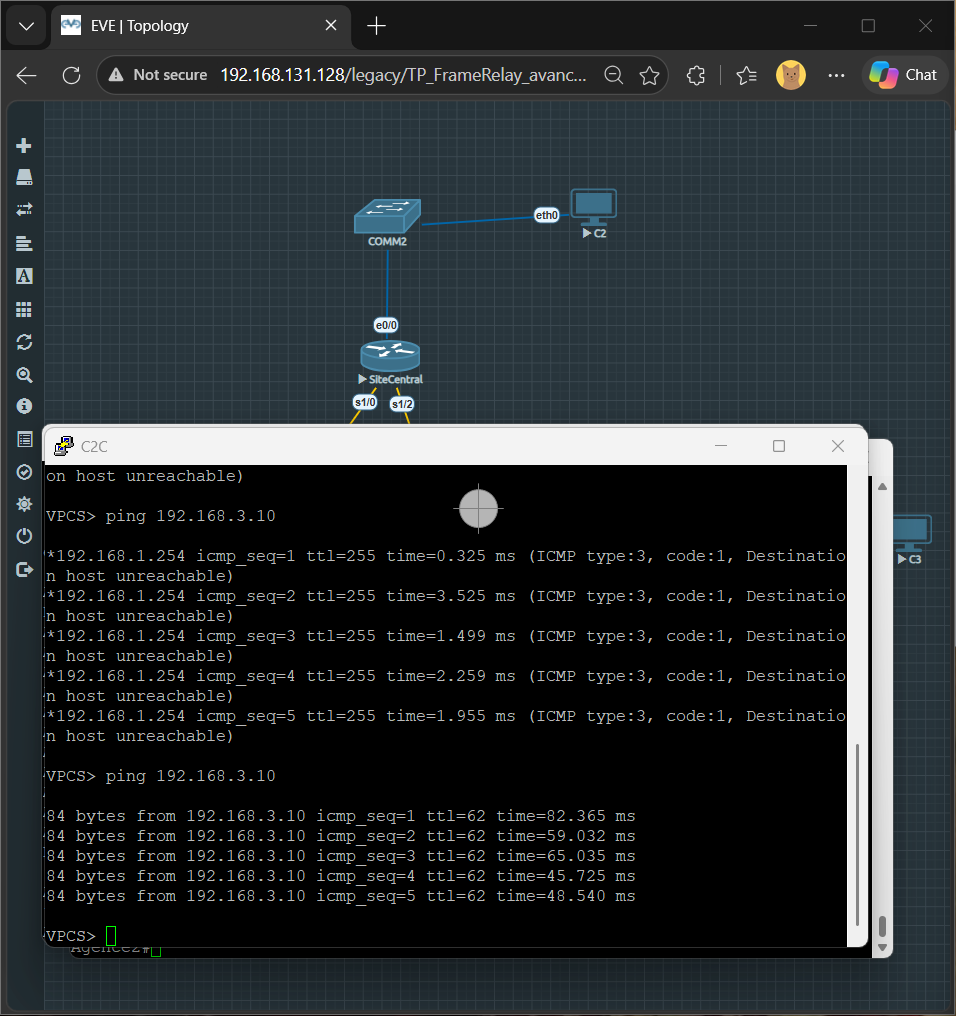 EVE | Topology
Not secure 192.168.131.128/legacy/TP_FrameRelay_avanc...
Chat
eth0
C2
COMM2
e0/0
SiteCentral
s1/0
s1/2
C2C
on host unreachable)
VPCS> ping 192.168.3.10
*192.168.1.254 icmp_seq=1 ttl=255 time=0.325 ms (ICMP type:3, code:1, Destinatio
n host unreachable)
*192.168.1.254 icmp_seq=2 ttl=255 time=3.525 ms (ICMP type:3, code:1, Destinatio
n host unreachable)
*192.168.1.254 icmp_seq=3 ttl=255 time=1.499 ms (ICMP type:3, code:1, Destinatio
n host unreachable)
*192.168.1.254 icmp_seq=4 ttl=255 time=2.259 ms (ICMP type:3, code:1, Destinatio
n host unreachable)
*192.168.1.254 icmp_seq=5 ttl=255 time=1.955 ms (ICMP type:3, code:1, Destinatio
n host unreachable)
VPCS> ping 192.168.3.10
84 bytes from 192.168.3.10 icmp_seq=1 ttl=62 time=82.365 ms
84 bytes from 192.168.3.10 icmp_seq=2 ttl=62 time=59.032 ms
84 bytes from 192.168.3.10 icmp_seq=3 ttl=62 time=65.035 ms
84 bytes from 192.168.3.10 icmp_seq=4 ttl=62 time=45.725 ms
84 bytes from 192.168.3.10 icmp_seq=5 ttl=62 time=48.540 ms
VPCS>
Agence2#
C3